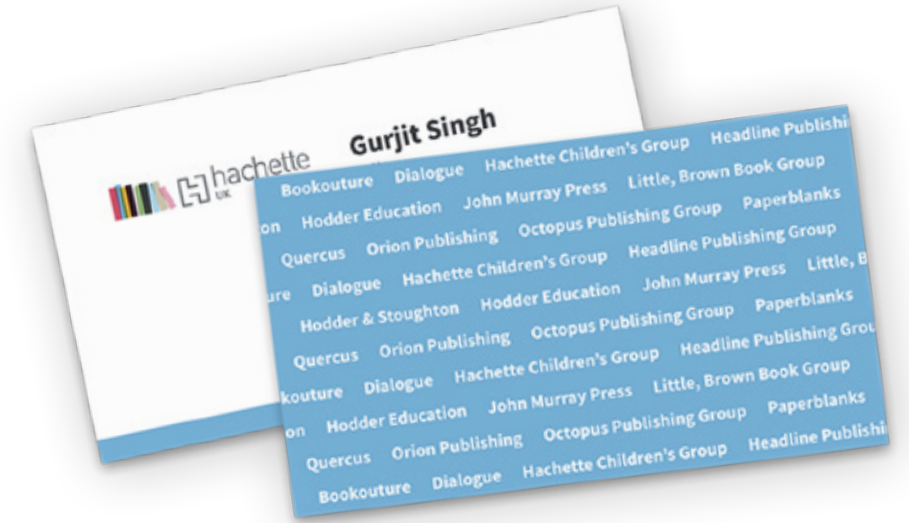 Gurjit Singh
hachette
UK
Bookouture Dialogue Hachette Children's Group Headline Publishi
on Hodder Education John Murray Press Little, Brown Book Group
Quercus Orion Publishing Octopus Publishing Group Paperblanks
ure Dialogue Hachette Children's Group Headline Publishing Group
Hodder & Stoughton Hodder Education John Murray Press Little, B
Quercus Orion Publishing Octopus Publishing Group Paperblanks
kouture Dialogue Hachette Children's Group Headline Publishing Grou
on Hodder Education John Murray Press Little, Brown Book Group
Quercus Orion Publishing Octopus Publishing Group Paperblanks
Bookouture Dialogue Hachette Children's Group Headline Publishi